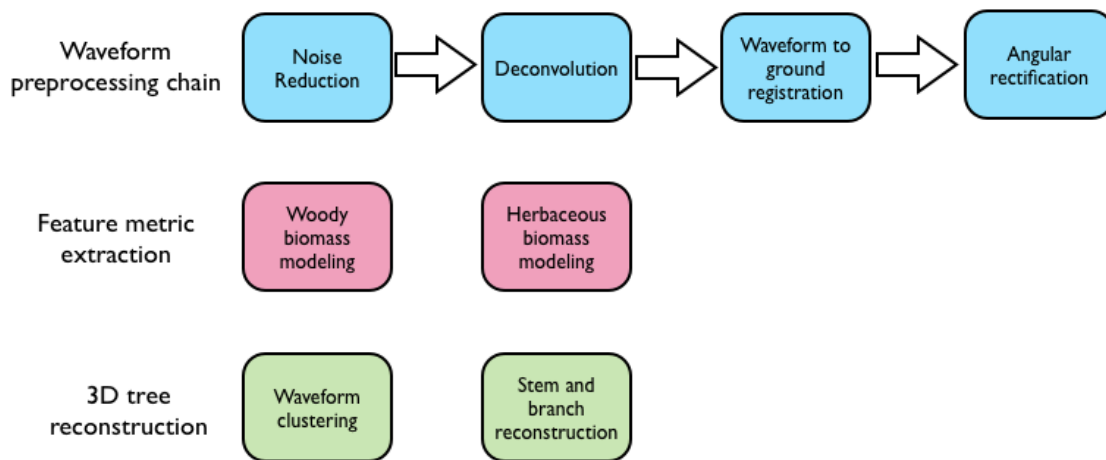 Waveform
preprocessing chain
Noise
Reduction
Deconvolution
Waveform to
ground
registration
Angular
rectification
Feature metric
extraction
Woody
biomass
modeling
Herbaceous
biomass
modeling
3D tree
reconstruction
Waveform
clustering
Stem and
branch
reconstruction